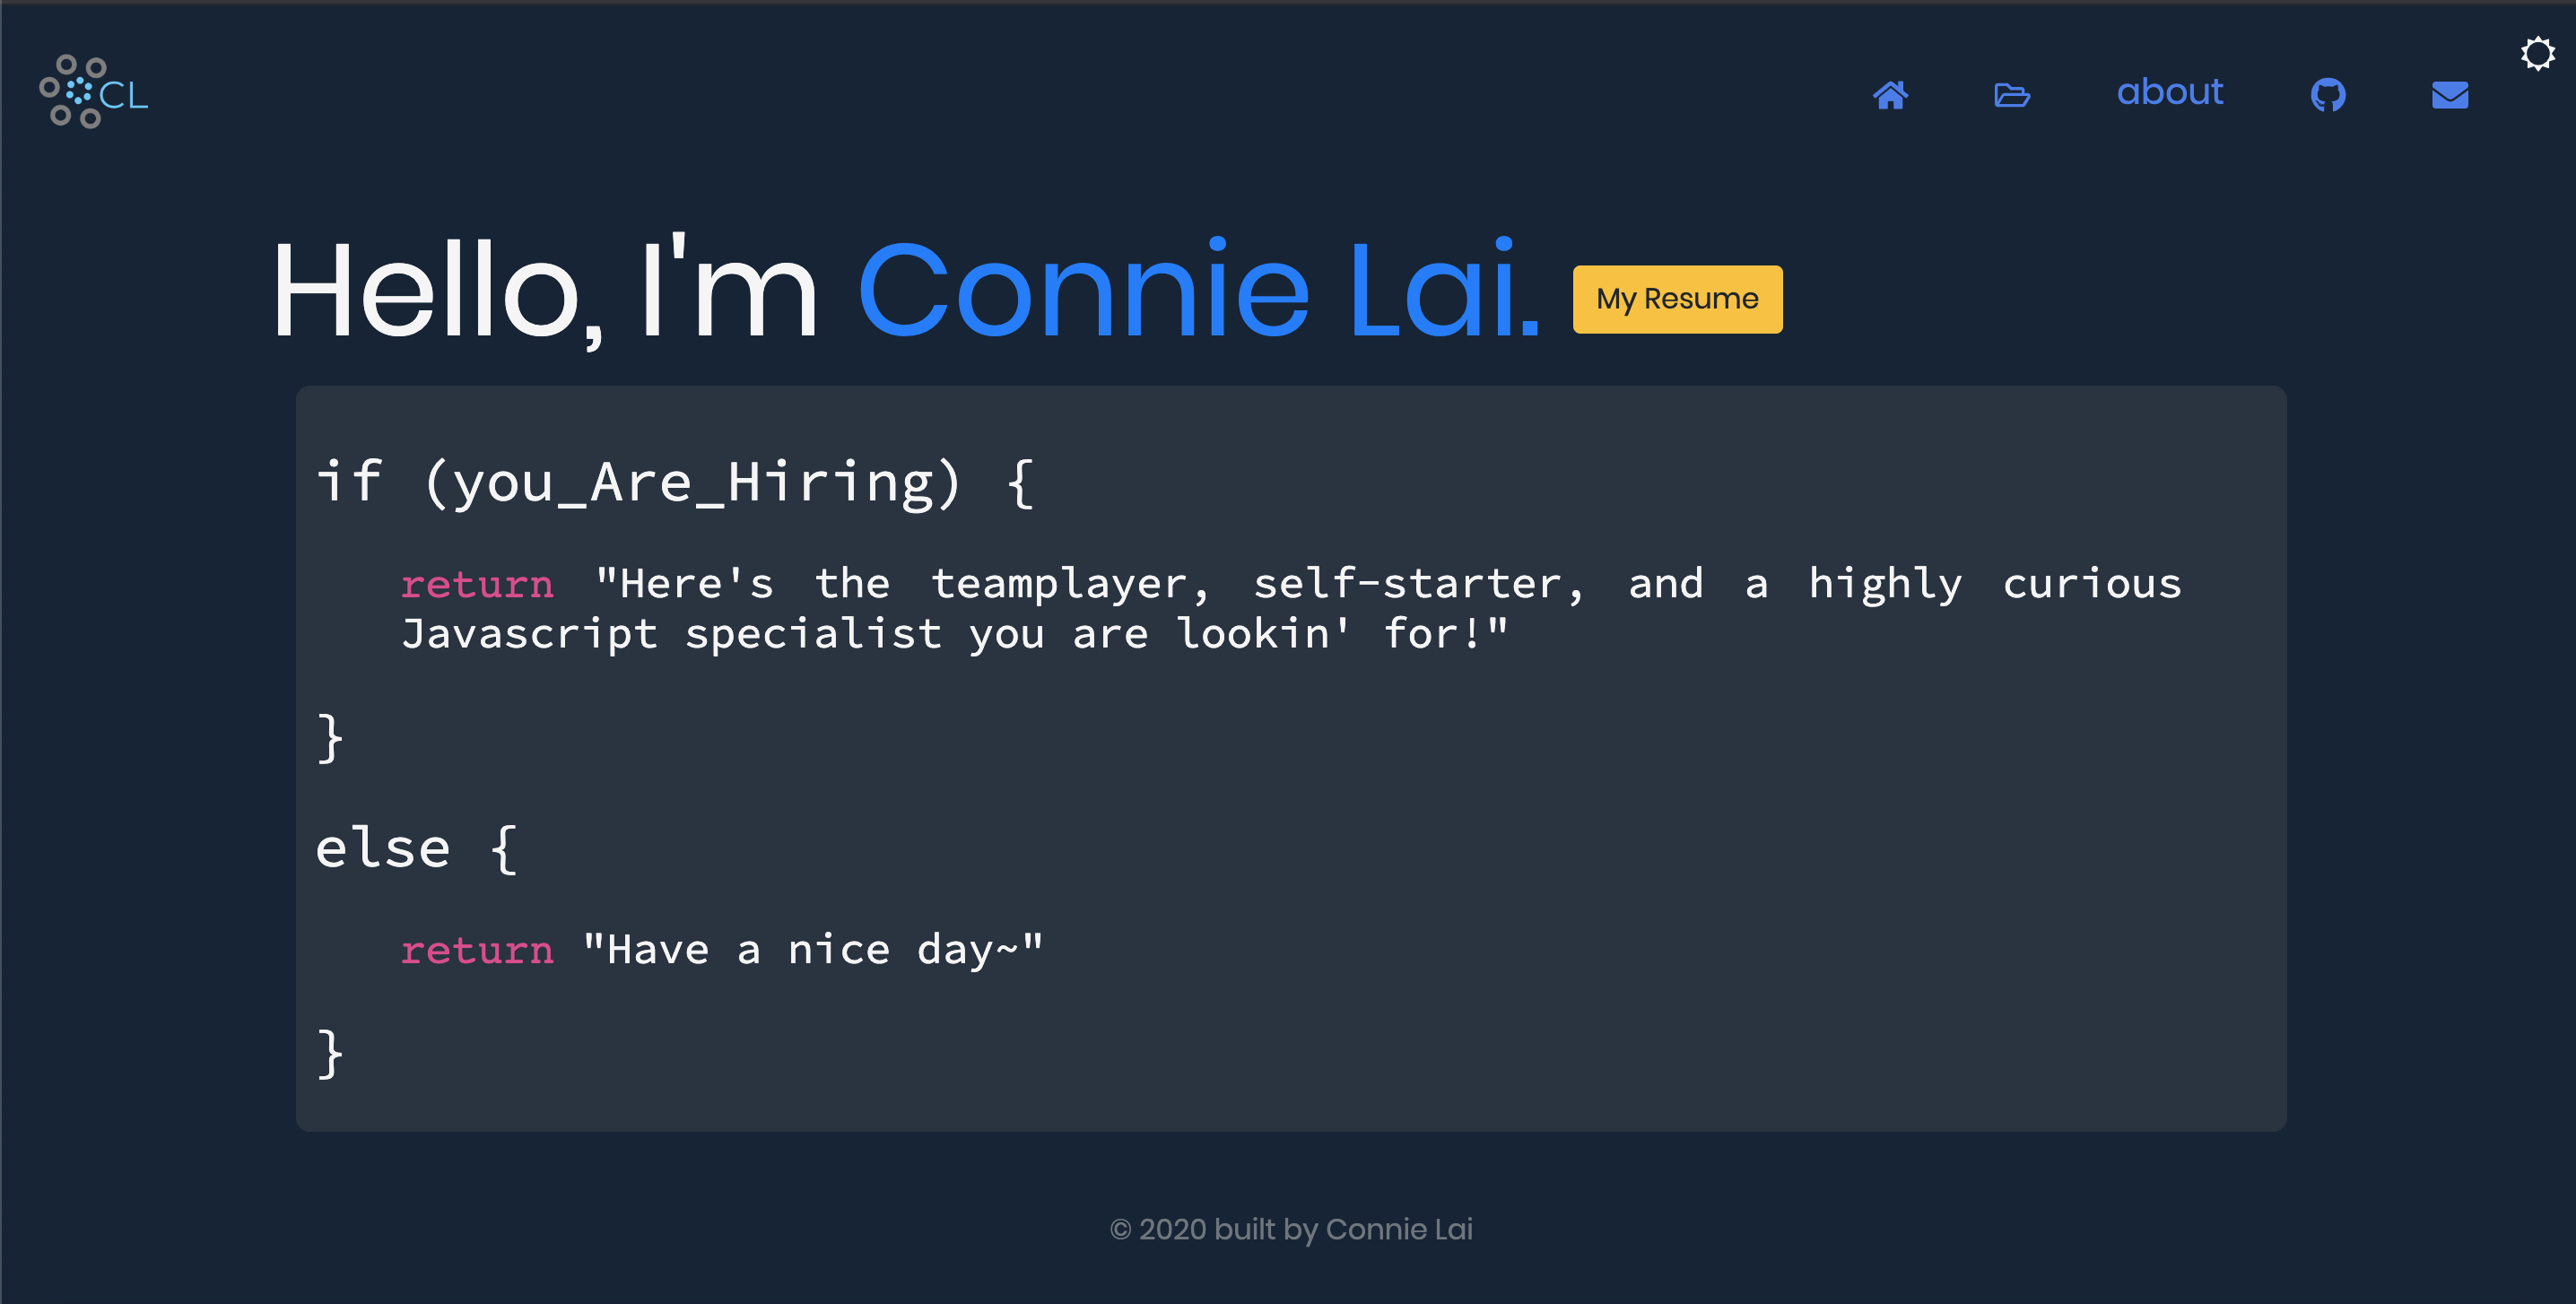 CL
about
Hello, I'm Connie Lai. My Resume
if (you_Are_Hiring) {
return "Here's the teamplayer, self-starter, and a highly curious
Javascript specialist you are lookin' for!"
}
else {
return "Have a nice day~"
}
© 2020 built by Connie Lai